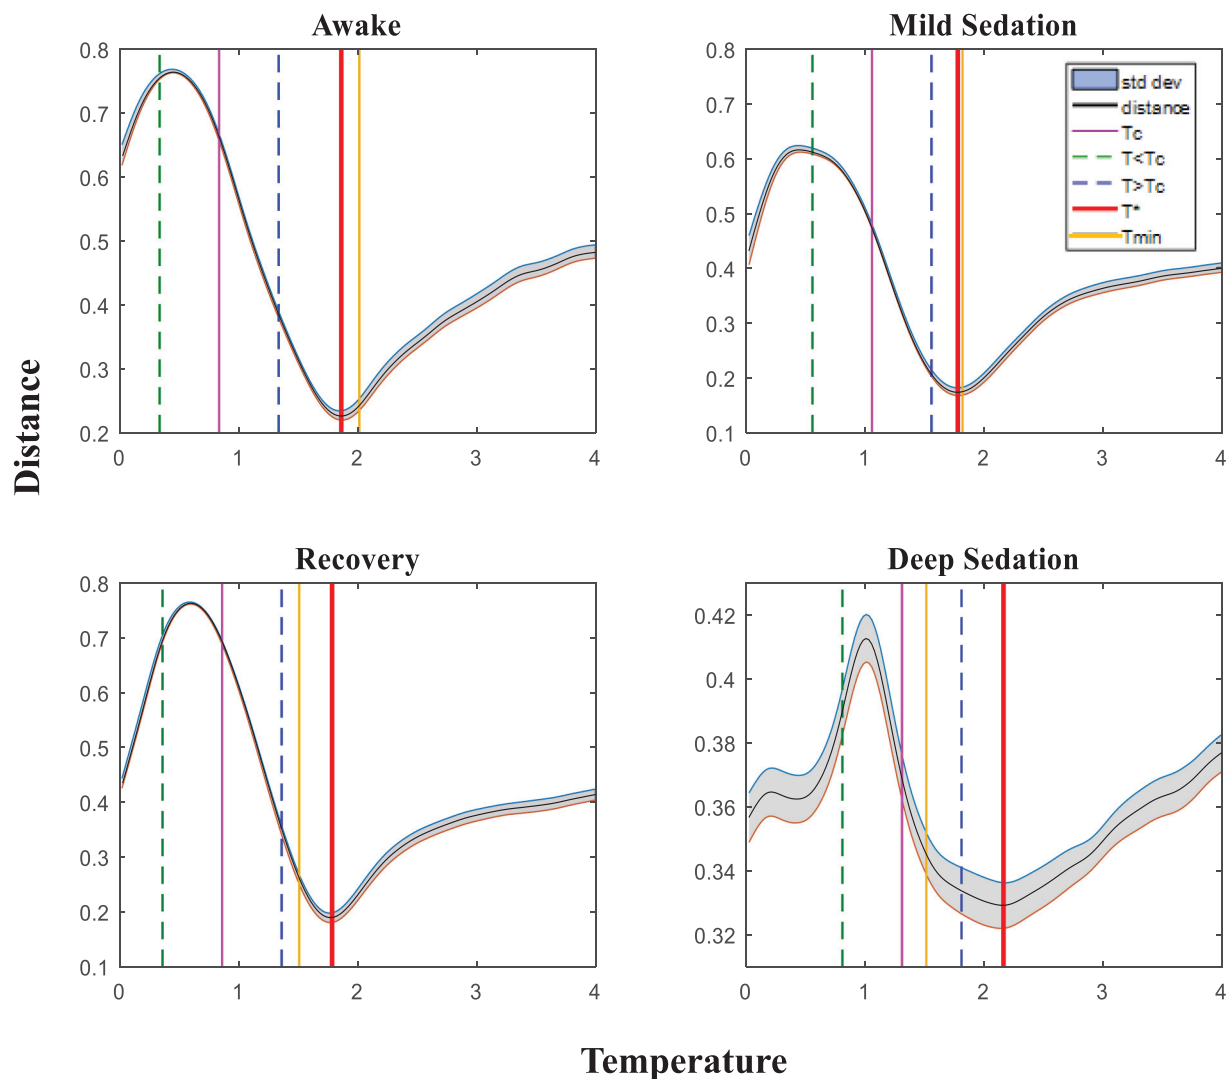 Awake
0.8
0.7
0.6
0.5
0.4
0.3
0.2
0 1 2 3 4
Mild Sedation
0.8
0.7
0.6
0.5
0.4
0.3
0.2
0.1
0 1 2 3 4
std dev
distance
Tc
T<Tc
T>Tc
T*
Tmin
Distance
Recovery
0.8
0.7
0.6
0.5
0.4
0.3
0.2
0.1
0 1 2 3 4
Deep Sedation
0.42
0.4
0.38
0.36
0.34
0.32
0 1 2 3 4
Temperature